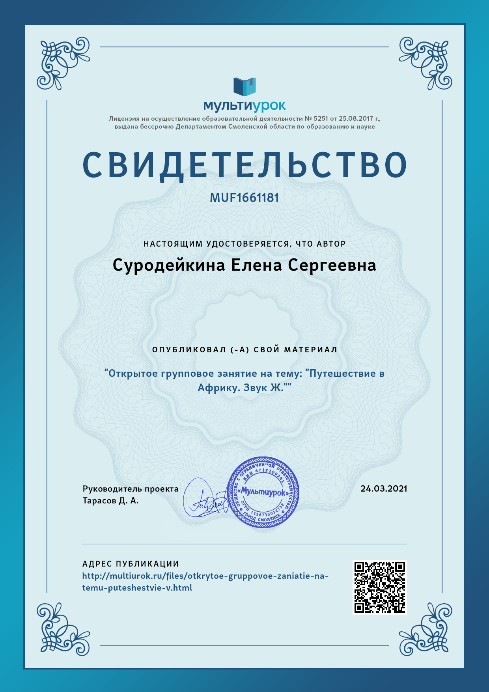 мультиурок
Лицензия на осуществление образовательной деятельности № 5251 от 25.08.2017 г.,
выдана бессрочно Департаментом Смоленской области по образованию и науке
СВИДЕТЕЛЬСТВО
MUF1661181
НАСТОЯЩИМ УДОСТОВЕРЯЕТСЯ, ЧТО АВТОР
Суродейкина Елена Сергеевна
ОПУБЛИКОВАЛ (-А) СВОЙ МАТЕРИАЛ
"Открытое групповое занятие на тему: "Путешествие в
Африку. Звук Ж.""
Руководитель проекта
Тарасов Д. А.
«Мультиурок»
24.03.2021
АДРЕС ПУБЛИКАЦИИ
http://multiurok.ru/files/otkrytoe-gruppovoe-zaniatie-na-
temu-puteshestvie-v.html